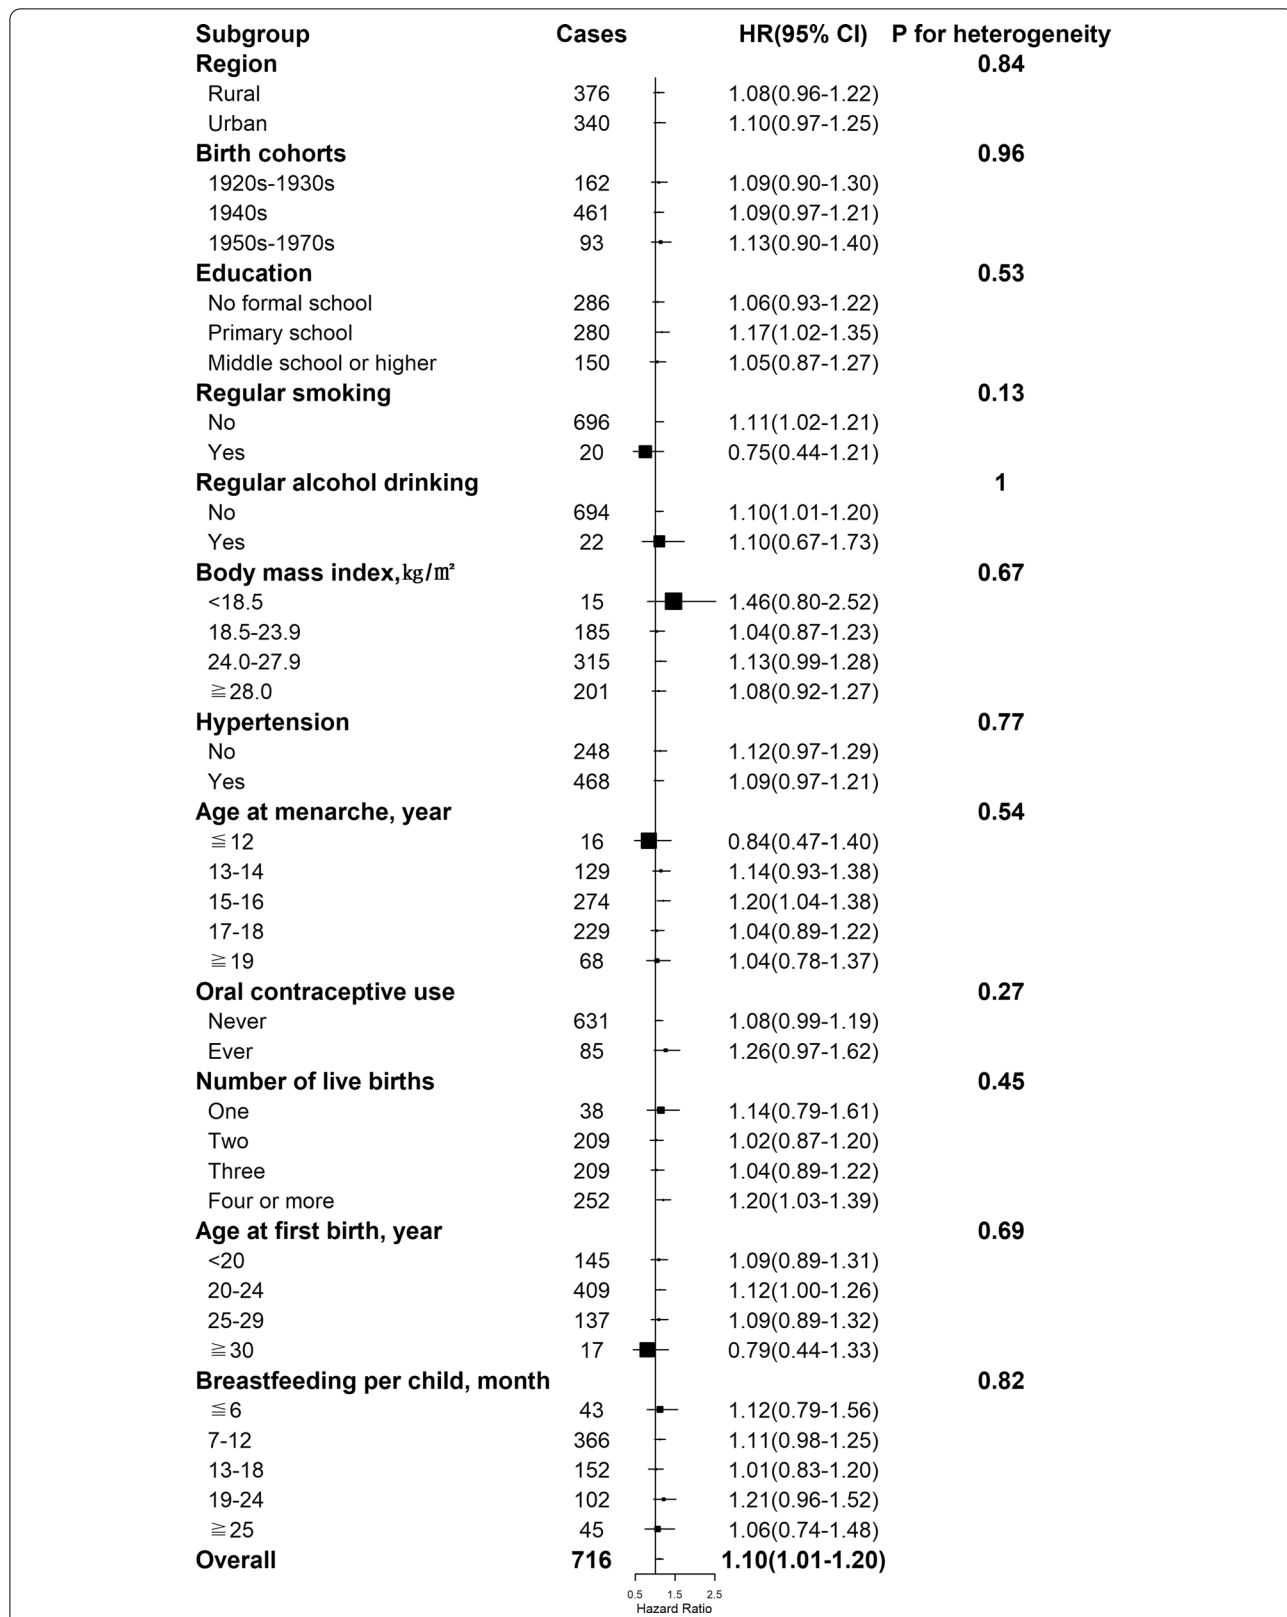 Subgroup Cases HR(95% CI) P for heterogeneity
Region 0.84
Rural 376 1.08(0.96-1.22)
Urban 340 1.10(0.97-1.25)
Birth cohorts 0.96
1920s-1930s 162 1.09(0.90-1.30)
1940s 461 1.09(0.97-1.21)
1950s-1970s 93 1.13(0.90-1.40)
Education 0.53
No formal school 286 1.06(0.93-1.22)
Primary school 280 1.17(1.02-1.35)
Middle school or higher 150 1.05(0.87-1.27)
Regular smoking 0.13
No 696 1.11(1.02-1.21)
Yes 20 0.75(0.44-1.21)
Regular alcohol drinking 1
No 694 1.10(1.01-1.20)
Yes 22 1.10(0.67-1.73)
Body mass index,㎏/㎡ 0.67
<18.5 15 1.46(0.80-2.52)
18.5-23.9 185 1.04(0.87-1.23)
24.0-27.9 315 1.13(0.99-1.28)
≧28.0 201 1.08(0.92-1.27)
Hypertension 0.77
No 248 1.12(0.97-1.29)
Yes 468 1.09(0.97-1.21)
Age at menarche, year 0.54
≦12 16 0.84(0.47-1.40)
13-14 129 1.14(0.93-1.38)
15-16 274 1.20(1.04-1.38)
17-18 229 1.04(0.89-1.22)
≧19 68 1.04(0.78-1.37)
Oral contraceptive use 0.27
Never 631 1.08(0.99-1.19)
Ever 85 1.26(0.97-1.62)
Number of live births 0.45
One 38 1.14(0.79-1.61)
Two 209 1.02(0.87-1.20)
Three 209 1.04(0.89-1.22)
Four or more 252 1.20(1.03-1.39)
Age at first birth, year 0.69
<20 145 1.09(0.89-1.31)
20-24 409 1.12(1.00-1.26)
25-29 137 1.09(0.89-1.32)
≧30 17 0.79(0.44-1.33)
Breastfeeding per child, month 0.82
≦6 43 1.12(0.79-1.56)
7-12 366 1.11(0.98-1.25)
13-18 152 1.01(0.83-1.20)
19-24 102 1.21(0.96-1.52)
≧25 45 1.06(0.74-1.48)
Overall 716 1.10(1.01-1.20)
0.5 1.5 2.5
Hazard Ratio